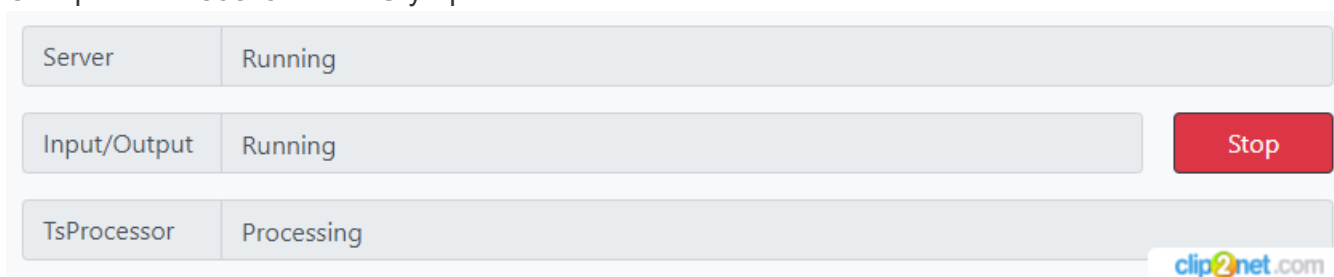 Server Running
Input/Output Running Stop
TsProcessor Processing
clip2net.com